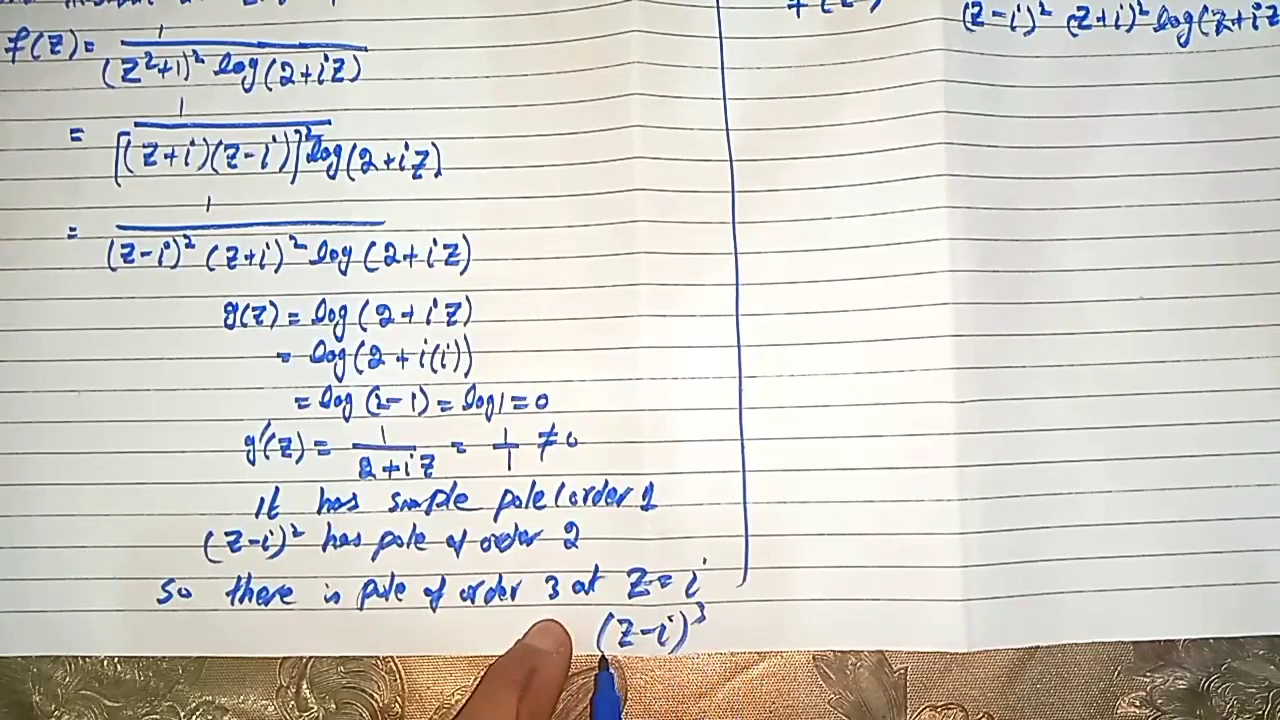 f(z) = 1 / (z²+1)² log(2+iz)
= 1 / [(z+i)(z-i)]² log(2+iz)
= 1 / (z-i)² (z+i)² log(2+iz)
g(z) = log(2+iz)
= log(2+i(i))
= log(2-1) = log1 = 0
g'(z) = 1 / 2+iz = 1/1 ≠ 0
It has simple pole (order 1
(z-i)² has pole of order 2
so there is pole of order 3 at z=i
(z-i)³
(z-i)² (z+i)² log(2+iz